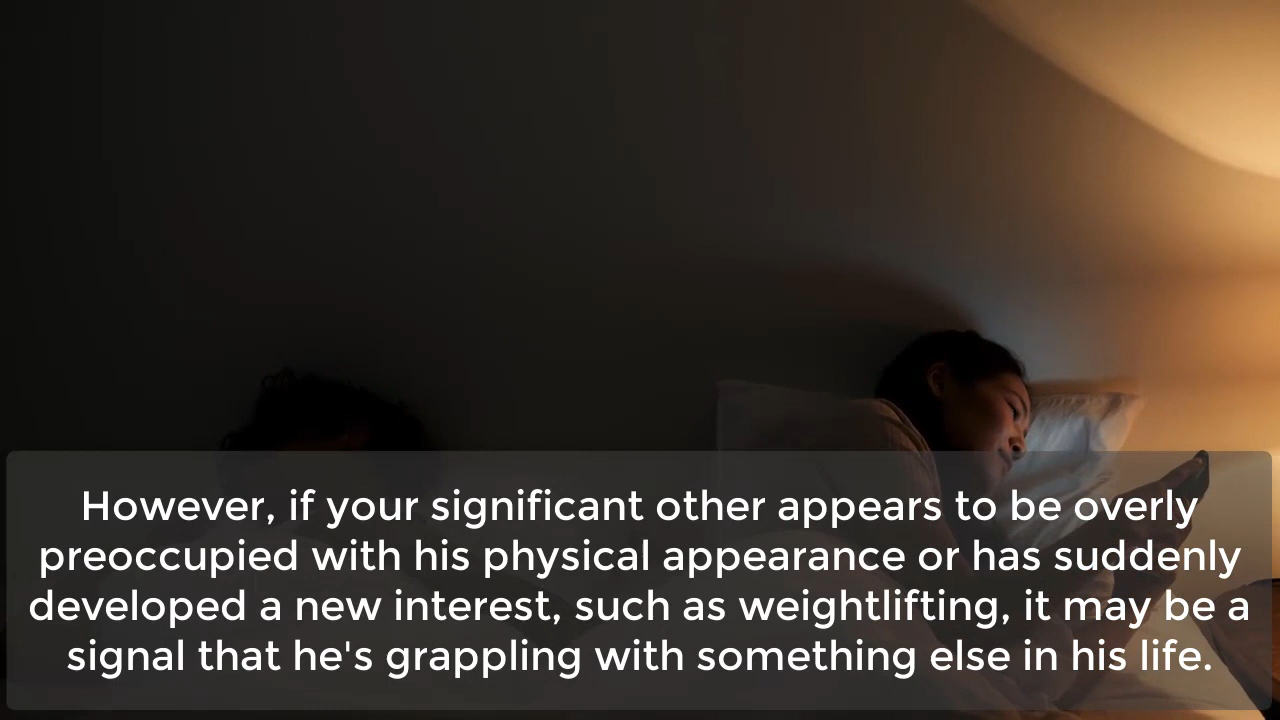 However, if your significant other appears to be overly
preoccupied with his physical appearance or has suddenly
developed a new interest, such as weightlifting, it may be a
signal that he's grappling with something else in his life.